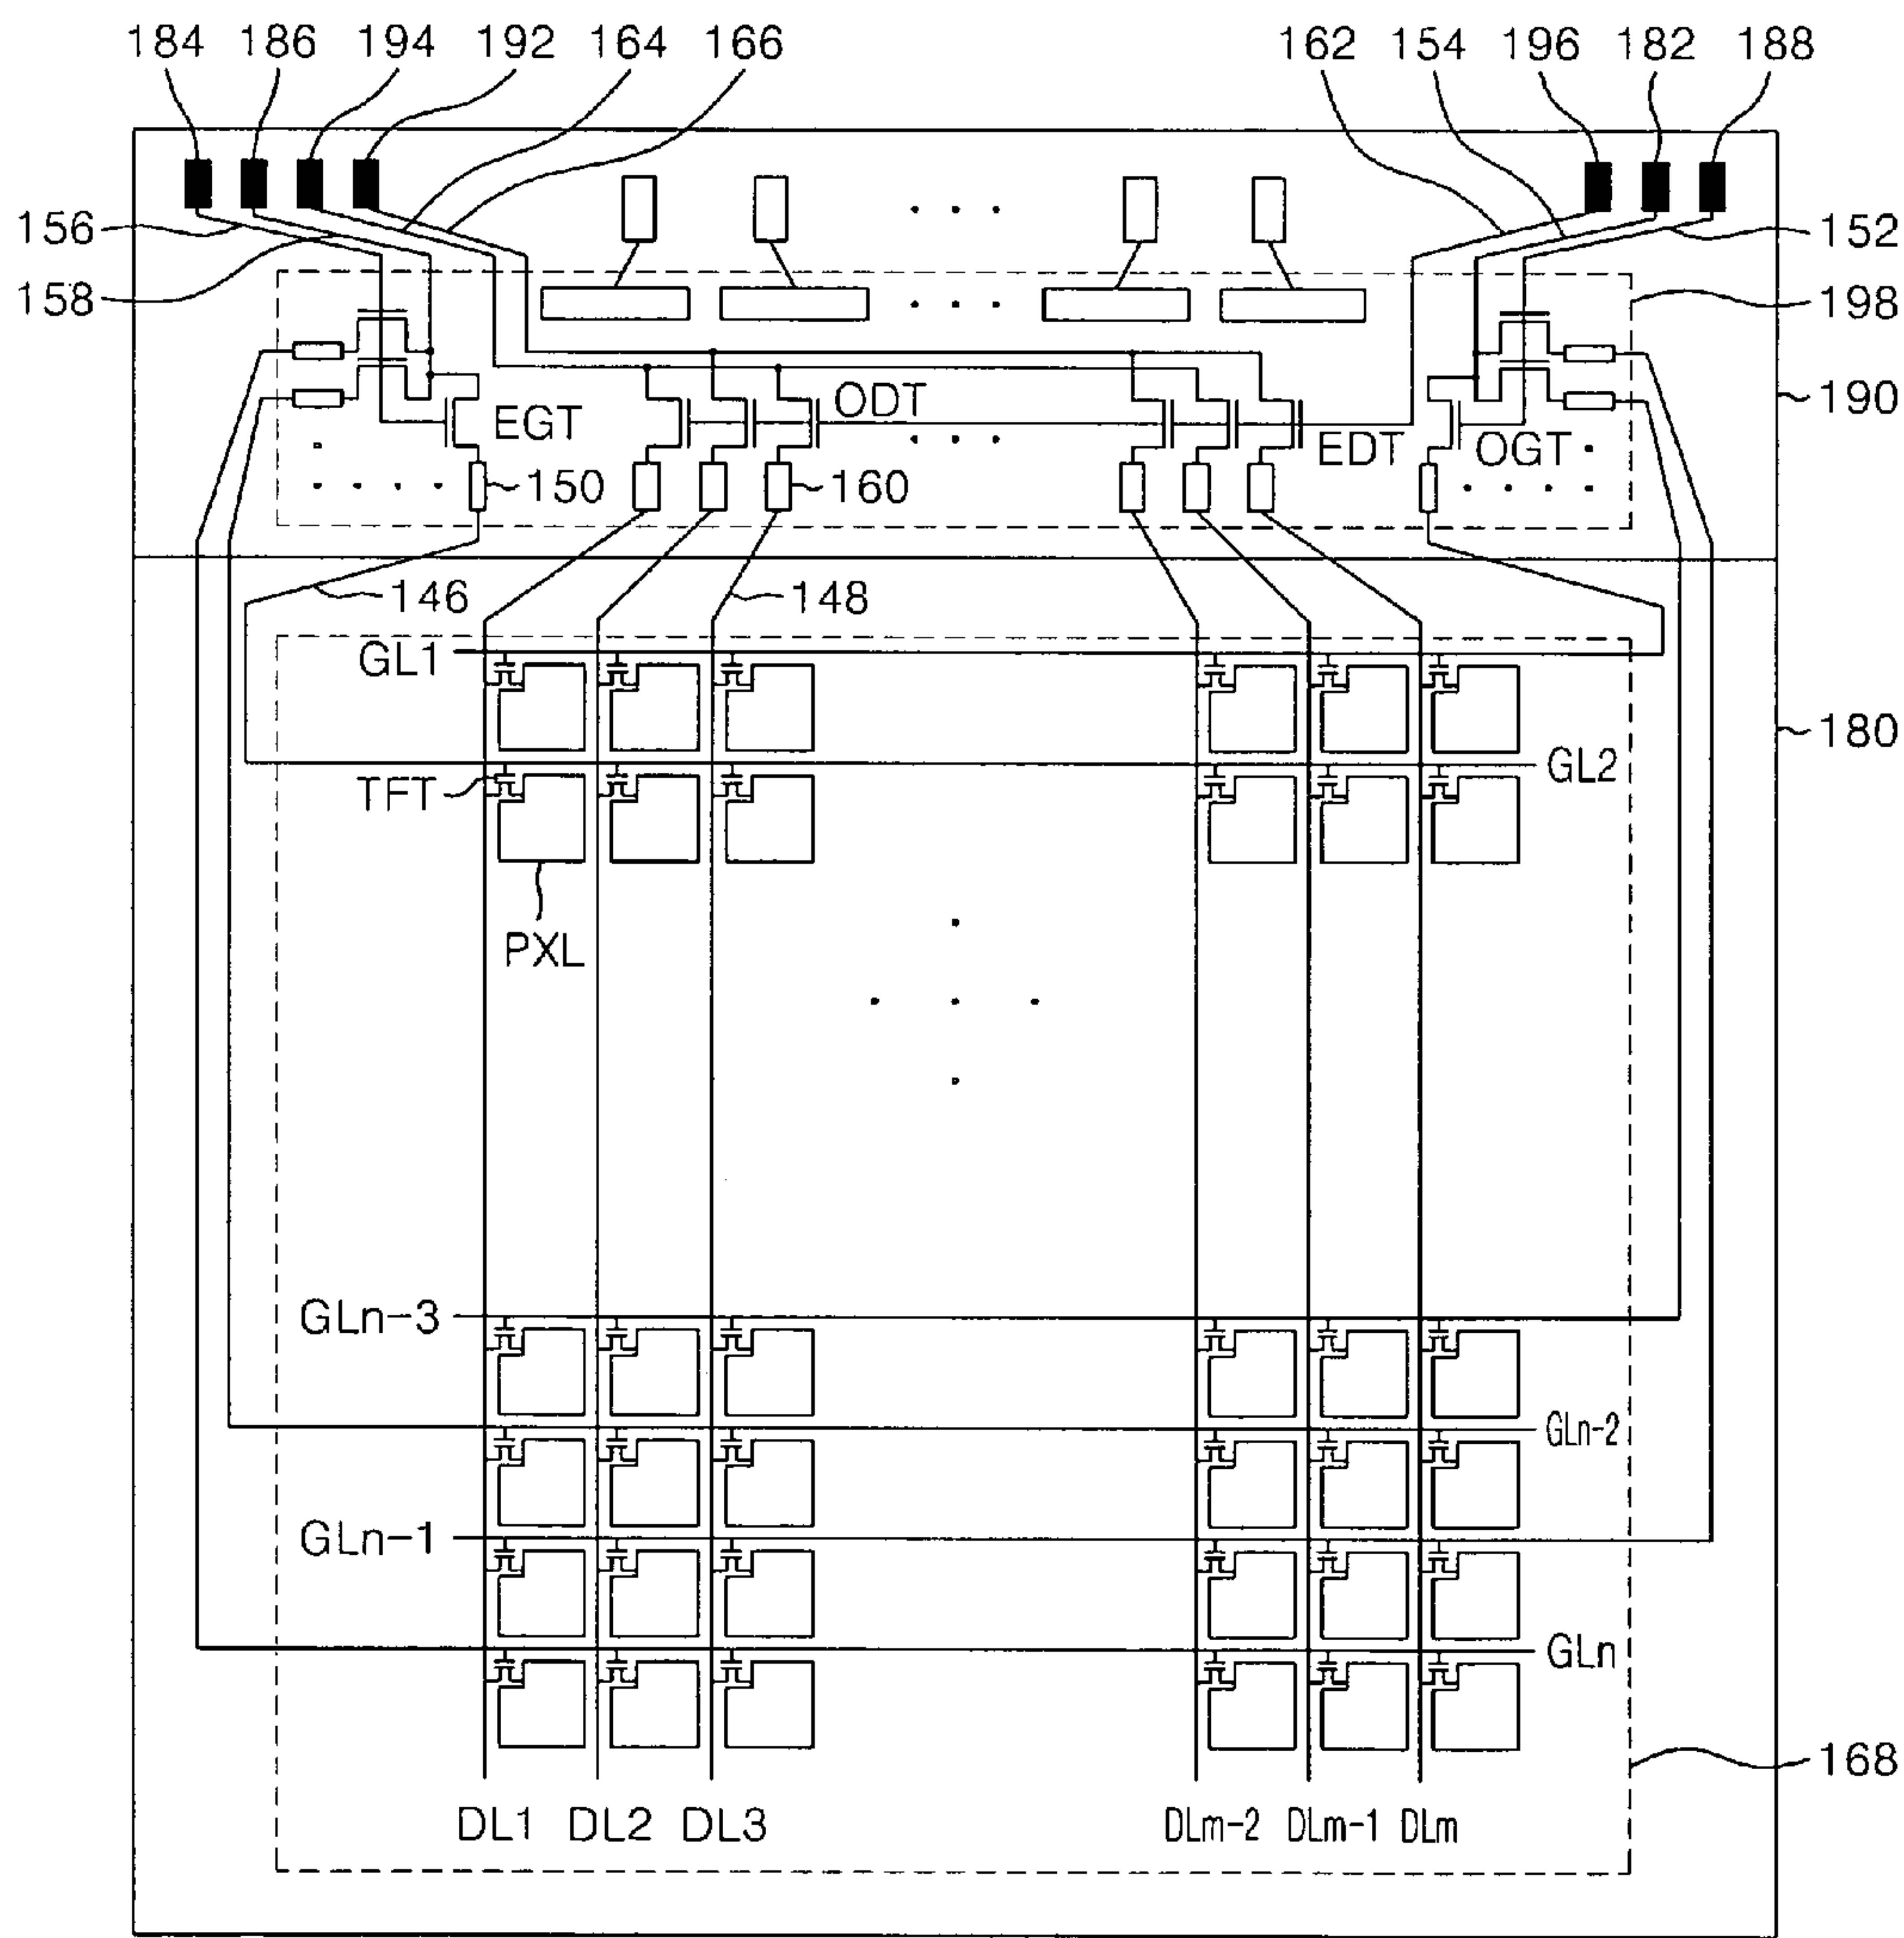 184 186 194 192 164 166 162 154 196 182 188
156 152
158 198
ODT 190
EGT EDT OGT
150 160
146 148
GL1
180
GL2
TFT
PXL
GLn-3
GLn-2
GLn-1
GLn
168
DL1 DL2 DL3 DLm-2 DLm-1 DLm